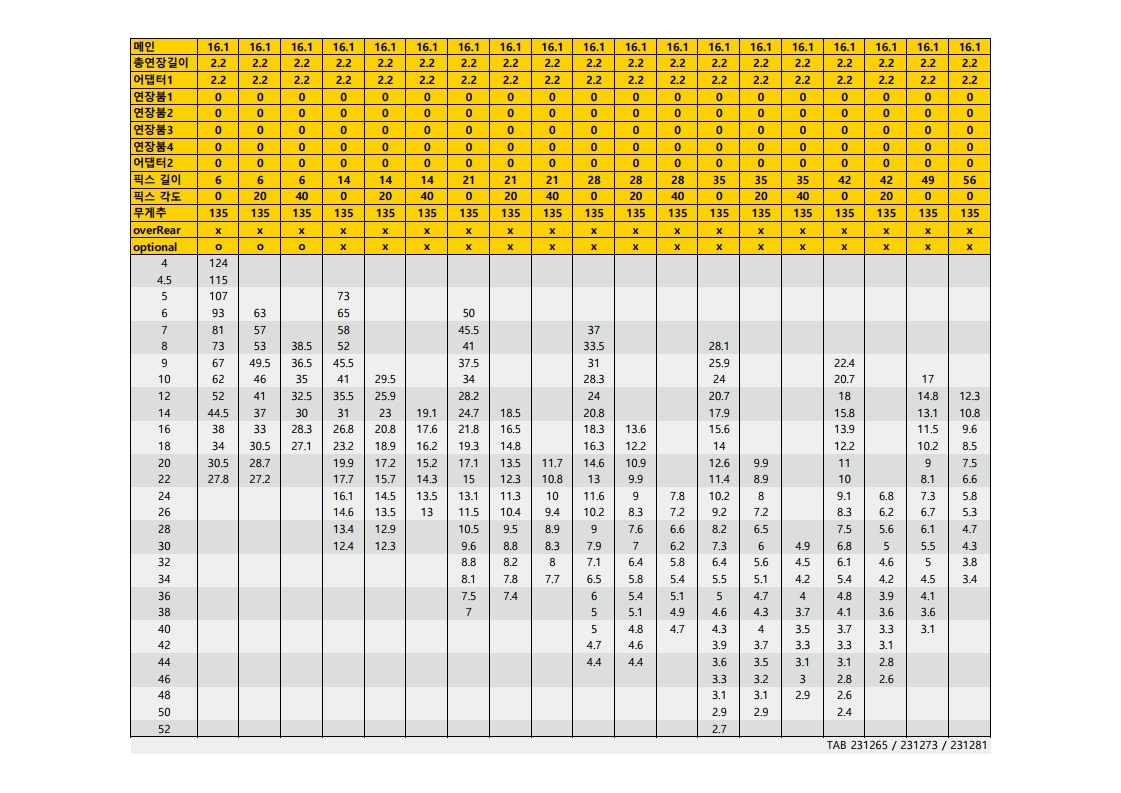 메인 16.1 16.1 16.1 16.1 16.1 16.1 16.1 16.1 16.1 16.1 16.1 16.1 16.1 16.1 16.1 16.1 16.1 16.1 16.1
총연장길이 2.2 2.2 2.2 2.2 2.2 2.2 2.2 2.2 2.2 2.2 2.2 2.2 2.2 2.2 2.2 2.2 2.2 2.2 2.2
어댑터1 2.2 2.2 2.2 2.2 2.2 2.2 2.2 2.2 2.2 2.2 2.2 2.2 2.2 2.2 2.2 2.2 2.2 2.2 2.2
연장붐1 0 0 0 0 0 0 0 0 0 0 0 0 0 0 0 0 0 0 0
연장붐2 0 0 0 0 0 0 0 0 0 0 0 0 0 0 0 0 0 0 0
연장붐3 0 0 0 0 0 0 0 0 0 0 0 0 0 0 0 0 0 0 0
연장붐4 0 0 0 0 0 0 0 0 0 0 0 0 0 0 0 0 0 0 0
어댑터2 0 0 0 0 0 0 0 0 0 0 0 0 0 0 0 0 0 0 0
픽스 길이 6 6 6 14 14 14 21 21 21 28 28 28 35 35 35 42 42 49 56
픽스 각도 0 20 40 0 20 40 0 20 40 0 20 40 0 20 40 0 20 0 0
무게추 135 135 135 135 135 135 135 135 135 135 135 135 135 135 135 135 135 135 135
overRear x x x x x x x x x x x x x x x x x x x
optional o o o x x x x x x x x x x x x x x x x
4 124
4.5 115
5 107 73
6 93 63 65 50
7 81 57 58 45.5 37
8 73 53 38.5 52 41 33.5 28.1
9 67 49.5 36.5 45.5 37.5 31 25.9 22.4
10 62 46 35 41 29.5 34 28.3 24 20.7 17
12 52 41 32.5 35.5 25.9 28.2 24 20.7 18 14.8 12.3
14 44.5 37 30 31 23 19.1 24.7 18.5 20.8 17.9 15.8 13.1 10.8
16 38 33 28.3 26.8 20.8 17.6 21.8 16.5 18.3 13.6 15.6 13.9 11.5 9.6
18 34 30.5 27.1 23.2 18.9 16.2 19.3 14.8 16.3 12.2 14 12.2 10.2 8.5
20 30.5 28.7 19.9 17.2 15.2 17.1 13.5 11.7 14.6 10.9 12.6 9.9 11 9 7.5
22 27.8 27.2 17.7 15.7 14.3 15 12.3 10.8 13 9.9 11.4 8.9 10 8.1 6.6
24 16.1 14.5 13.5 13.1 11.3 10 11.6 9 7.8 10.2 8 9.1 6.8 7.3 5.8
26 14.6 13.5 13 11.5 10.4 9.4 10.2 8.3 7.2 9.2 7.2 8.3 6.2 6.7 5.3
28 13.4 12.9 10.5 9.5 8.9 9 7.6 6.6 8.2 6.5 7.5 5.6 6.1 4.7
30 12.4 12.3 9.6 8.8 8.3 7.9 7 6.2 7.3 6 4.9 6.8 5 5.5 4.3
32 8.8 8.2 8 7.1 6.4 5.8 6.4 5.6 4.5 6.1 4.6 5 3.8
34 8.1 7.8 7.7 6.5 5.8 5.4 5.5 5.1 4.2 5.4 4.2 4.5 3.4
36 7.5 7.4 6 5.4 5.1 5 4.7 4 4.8 3.9 4.1
38 7 5 5.1 4.9 4.6 4.3 3.7 4.1 3.6 3.6
40 5 4.8 4.7 4.3 4 3.5 3.7 3.3 3.1
42 4.7 4.6 3.9 3.7 3.3 3.3 3.1
44 4.4 4.4 3.6 3.5 3.1 3.1 2.8
46 3.3 3.2 3 2.8 2.6
48 3.1 3.1 2.9 2.6
50 2.9 2.9 2.4
52 2.7
TAB 231265 / 231273 / 231281